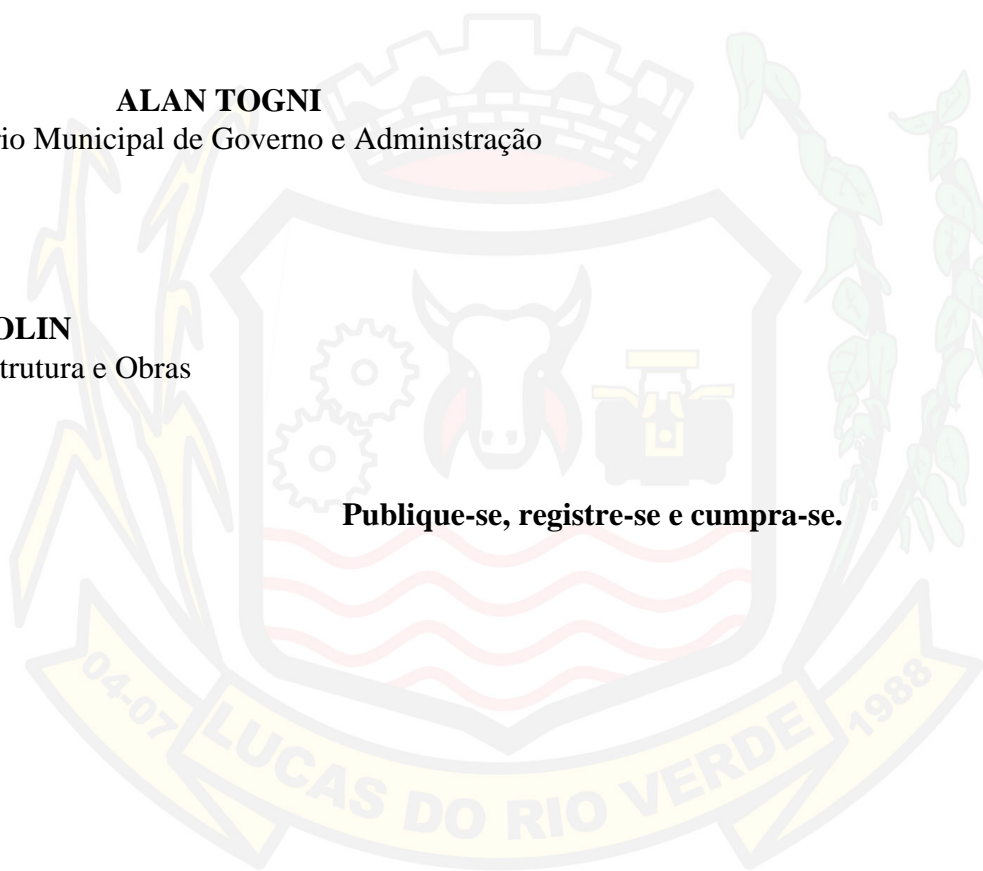 ALAN TOGNI
rio Municipal de Governo e Administração
OLIN
trutura e Obras
Publique-se, registre-se e cumpra-se.
04-07 LUCAS DO RIO VERDE 1988